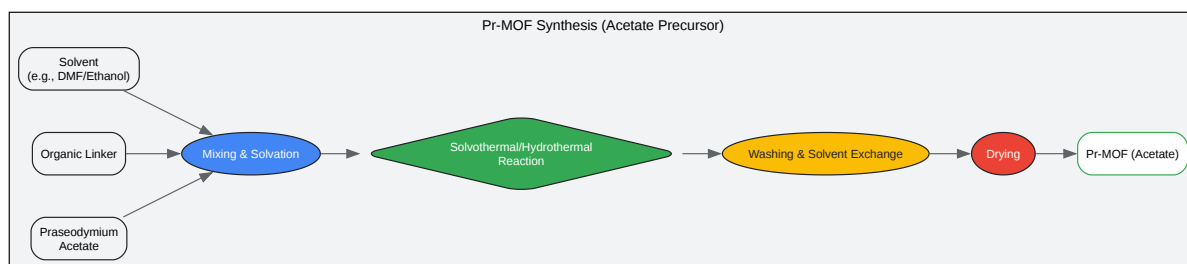 Pr-MOF Synthesis (Acetate Precursor)
Solvent
(e.g., DMF/Ethanol)
Organic Linker
Praseodymium
Acetate
Mixing & Solvation
Solvothermal/Hydrothermal
Reaction
Washing & Solvent Exchange
Drying
Pr-MOF (Acetate)